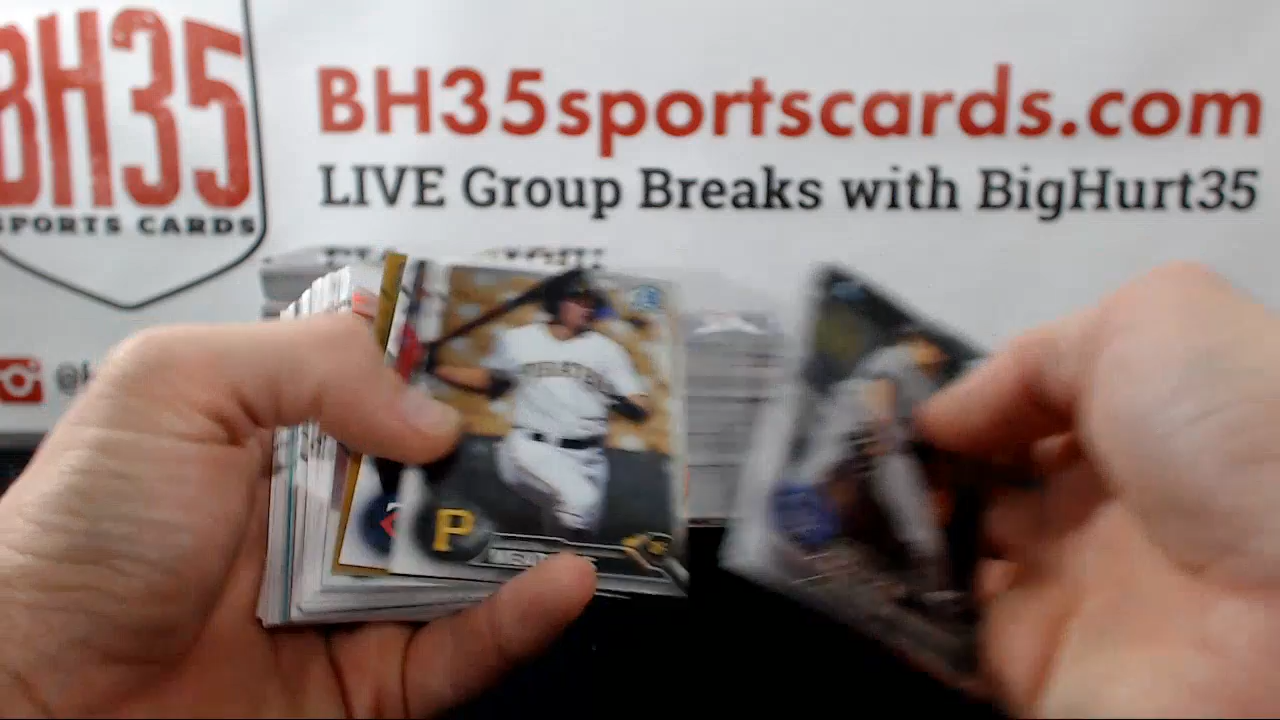 BH35
SPORTS CARDS
BH35sportscards.com
LIVE Group Breaks with BigHurt35
P